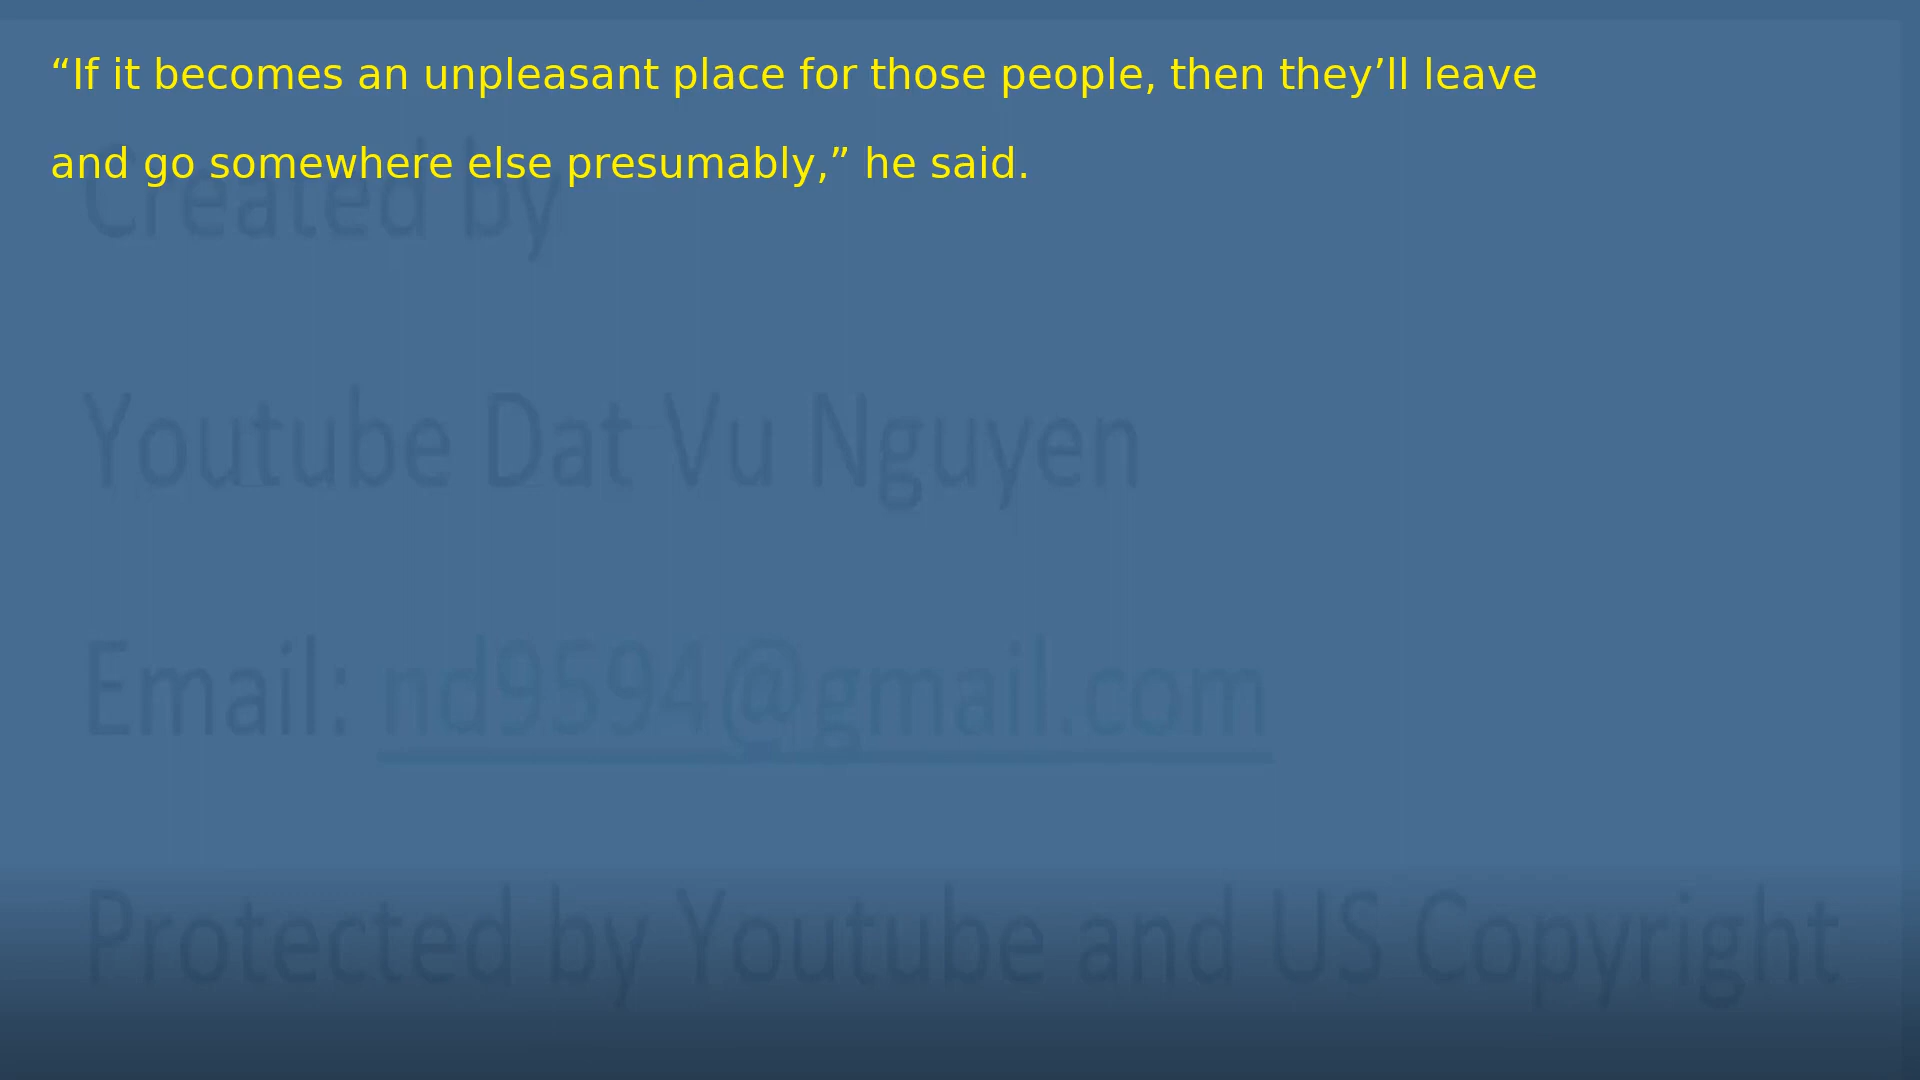 “If it becomes an unpleasant place for those people, then they’ll leave
and go somewhere else presumably,” he said.
Created by
Youtube Dat Vu Nguyen
Email: nd9594@gmail.com
Protected by Youtube and US Copyright